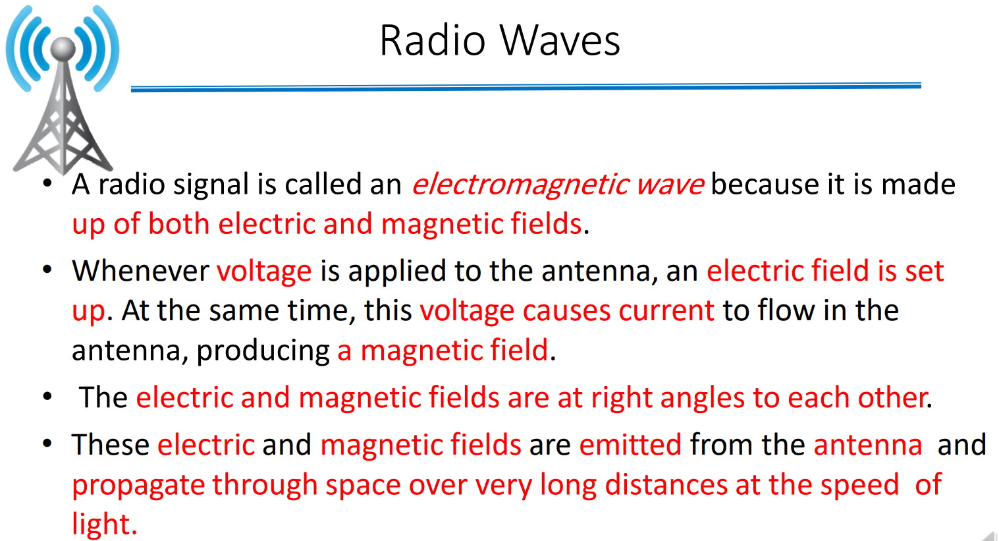 Radio Waves
• A radio signal is called an electromagnetic wave because it is made
up of both electric and magnetic fields.
• Whenever voltage is applied to the antenna, an electric field is set
up. At the same time, this voltage causes current to flow in the
antenna, producing a magnetic field.
• The electric and magnetic fields are at right angles to each other.
• These electric and magnetic fields are emitted from the antenna and
propagate through space over very long distances at the speed of
light.